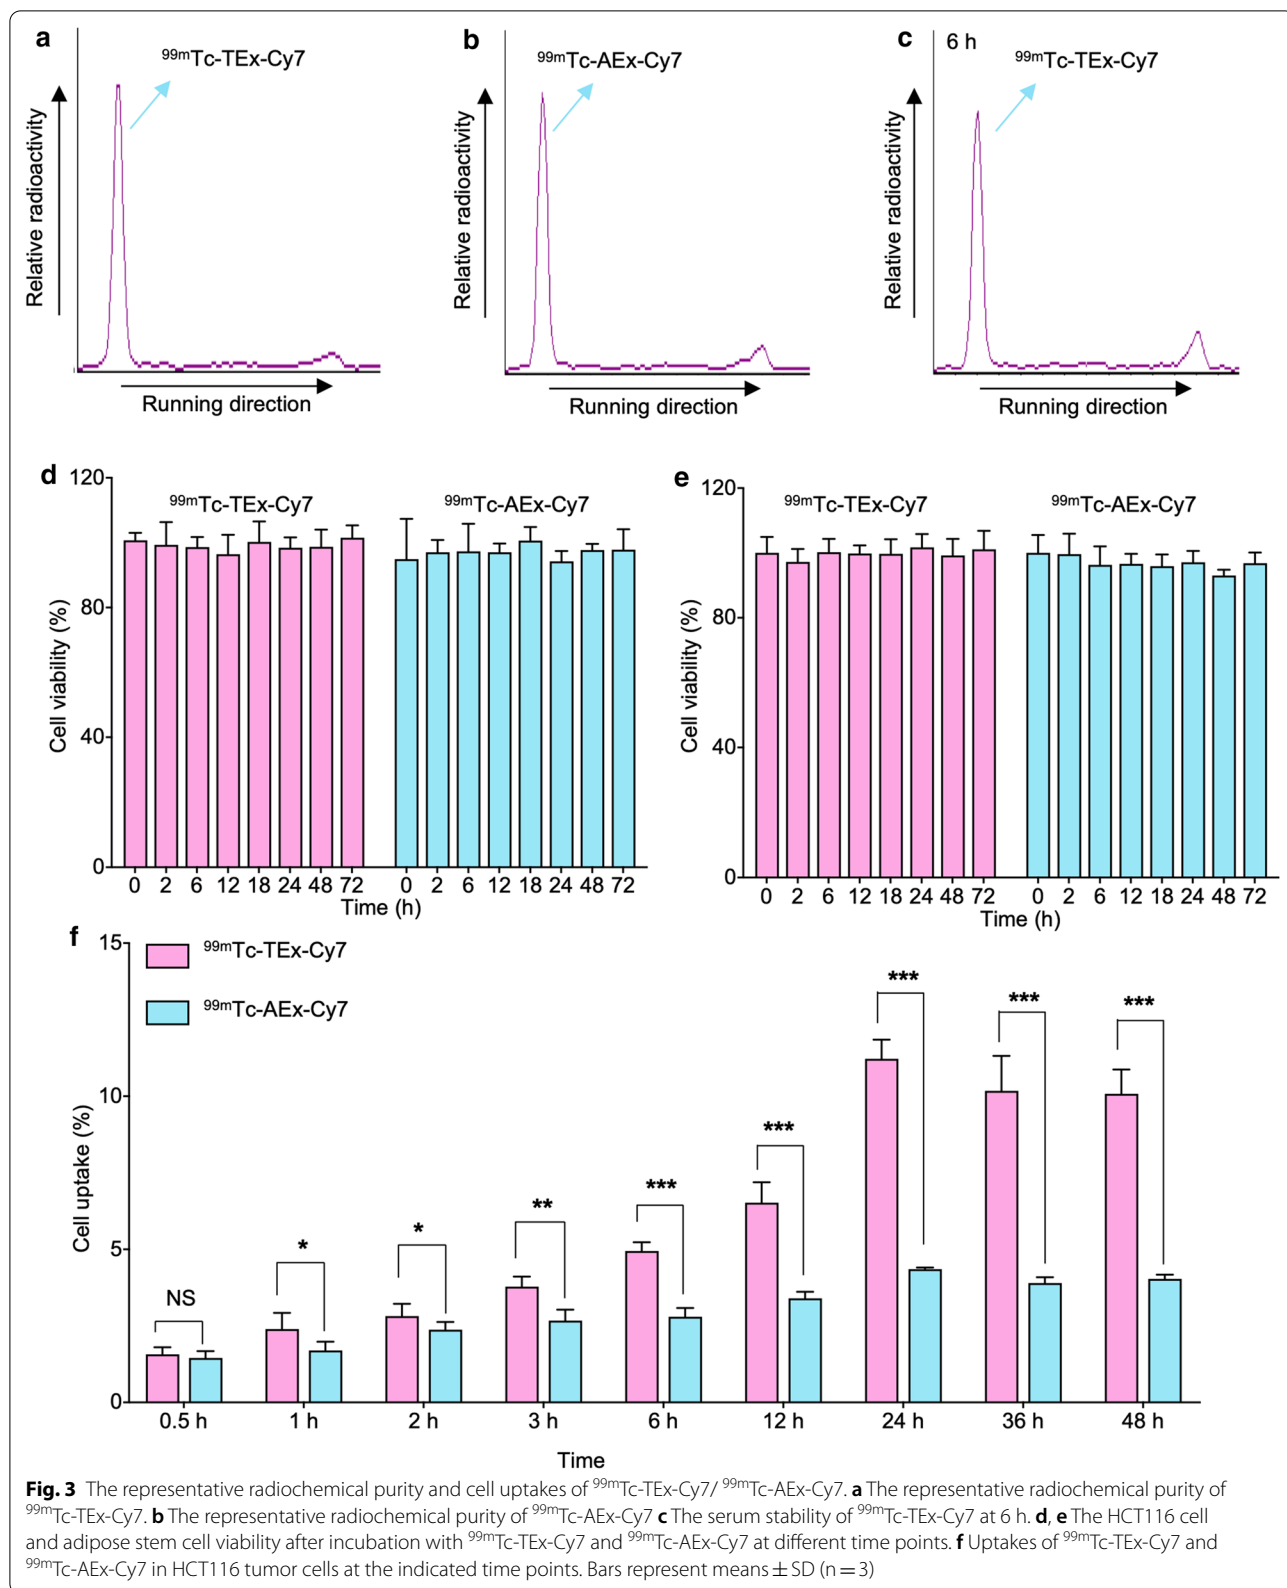 a
⁹⁹ᵐTc-TEx-Cy7
Relative radioactivity
Running direction
b
⁹⁹ᵐTc-AEx-Cy7
Relative radioactivity
Running direction
c
6 h
⁹⁹ᵐTc-TEx-Cy7
Relative radioactivity
Running direction
d
120
80
40
0
Cell viability (%)
⁹⁹ᵐTc-TEx-Cy7
⁹⁹ᵐTc-AEx-Cy7
0 2 6 12 18 24 48 72 0 2 6 12 18 24 48 72
Time (h)
e
120
80
40
0
Cell viability (%)
⁹⁹ᵐTc-TEx-Cy7
⁹⁹ᵐTc-AEx-Cy7
0 2 6 12 18 24 48 72 0 2 6 12 18 24 48 72
Time (h)
f
15
10
5
0
Cell uptake (%)
⁹⁹ᵐTc-TEx-Cy7
⁹⁹ᵐTc-AEx-Cy7
NS * * ** *** *** *** *** ***
0.5 h 1 h 2 h 3 h 6 h 12 h 24 h 36 h 48 h
Time
Fig. 3 The representative radiochemical purity and cell uptakes of ⁹⁹ᵐTc-TEx-Cy7/ ⁹⁹ᵐTc-AEx-Cy7. a The representative radiochemical purity of
⁹⁹ᵐTc-TEx-Cy7. b The representative radiochemical purity of ⁹⁹ᵐTc-AEx-Cy7 c The serum stability of ⁹⁹ᵐTc-TEx-Cy7 at 6 h. d, e The HCT116 cell
and adipose stem cell viability after incubation with ⁹⁹ᵐTc-TEx-Cy7 and ⁹⁹ᵐTc-AEx-Cy7 at different time points. f Uptakes of ⁹⁹ᵐTc-TEx-Cy7 and
⁹⁹ᵐTc-AEx-Cy7 in HCT116 tumor cells at the indicated time points. Bars represent means ± SD (n = 3)